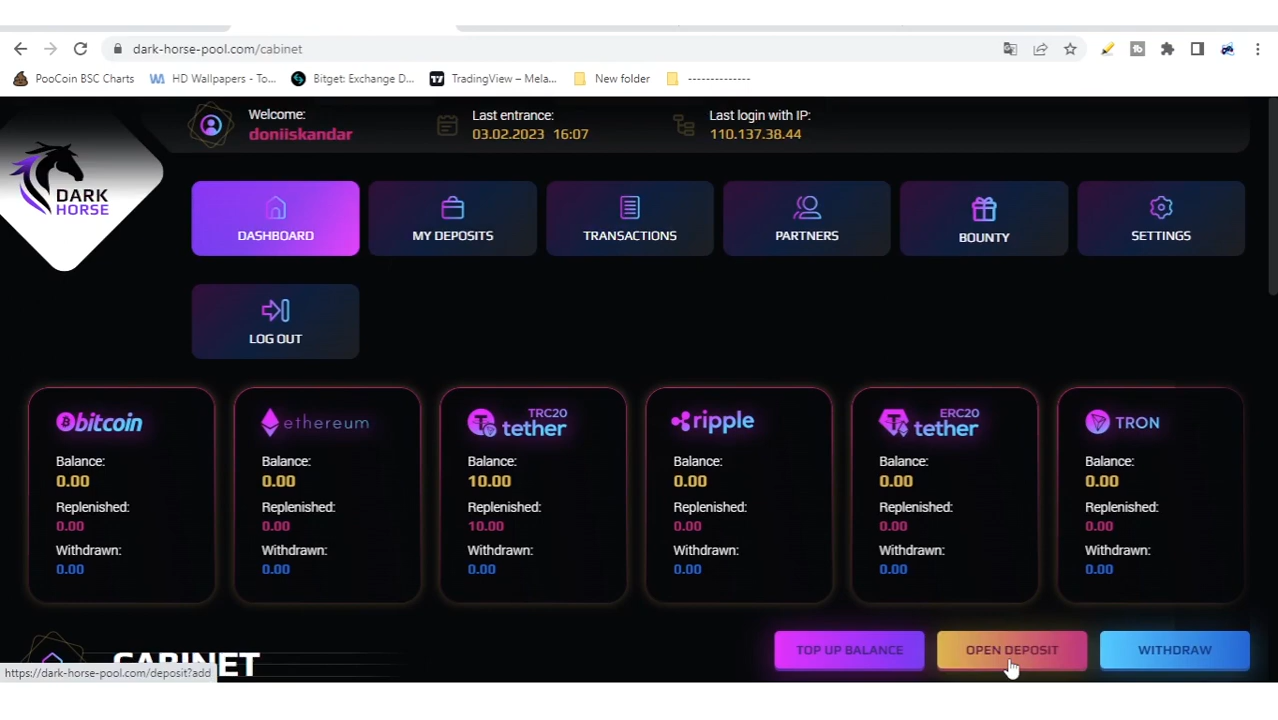 dark-horse-pool.com/cabinet
PooCoin BSC Charts HD Wallpapers - To... Bitget: Exchange D... TradingView – Mela... New folder --------------
Welcome:
doniiskandar
Last entrance:
03.02.2023 16:07
Last login with IP:
110.137.38.44
DARK
HORSE
DASHBOARD
MY DEPOSITS
TRANSACTIONS
PARTNERS
BOUNTY
SETTINGS
LOG OUT
bitcoin
Balance:
0.00
Replenished:
0.00
Withdrawn:
0.00
ethereum
Balance:
0.00
Replenished:
0.00
Withdrawn:
0.00
TRC20
tether
Balance:
10.00
Replenished:
10.00
Withdrawn:
0.00
ripple
Balance:
0.00
Replenished:
0.00
Withdrawn:
0.00
ERC20
tether
Balance:
0.00
Replenished:
0.00
Withdrawn:
0.00
TRON
Balance:
0.00
Replenished:
0.00
Withdrawn:
0.00
CABINET
TOP UP BALANCE
OPEN DEPOSIT
WITHDRAW
https://dark-horse-pool.com/deposit?add